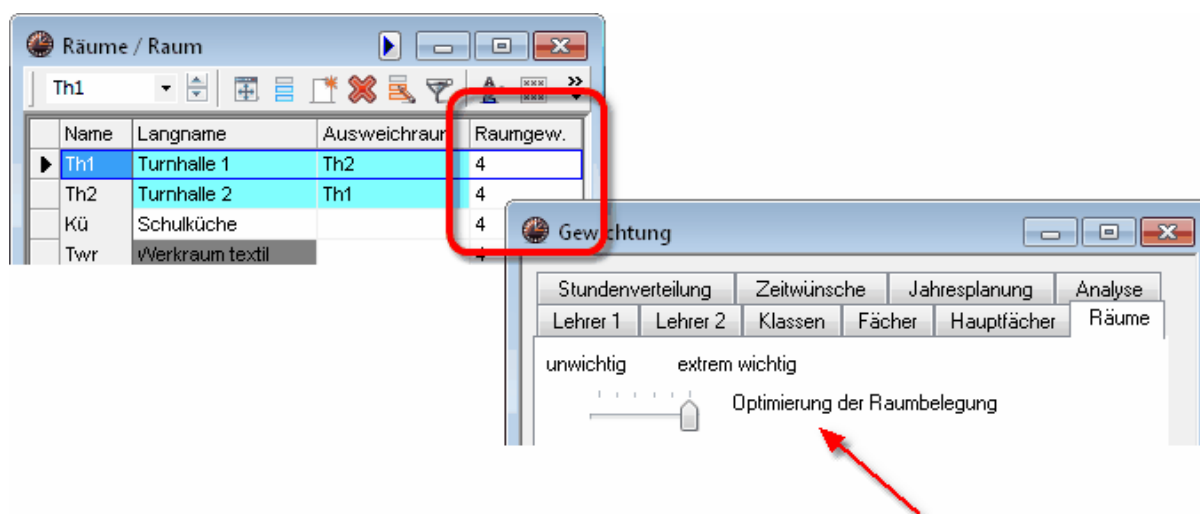 Räume / Raum
Th1
Name Langname Ausweichraum Raumgew.
Th1 Turnhalle 1 Th2 4
Th2 Turnhalle 2 Th1 4
Kü Schulküche 4
Twr Werkraum textil 4
Gewichtung
Stundenverteilung Zeitwünsche Jahresplanung Analyse
Lehrer 1 Lehrer 2 Klassen Fächer Hauptfächer Räume
unwichtig extrem wichtig
Optimierung der Raumbelegung